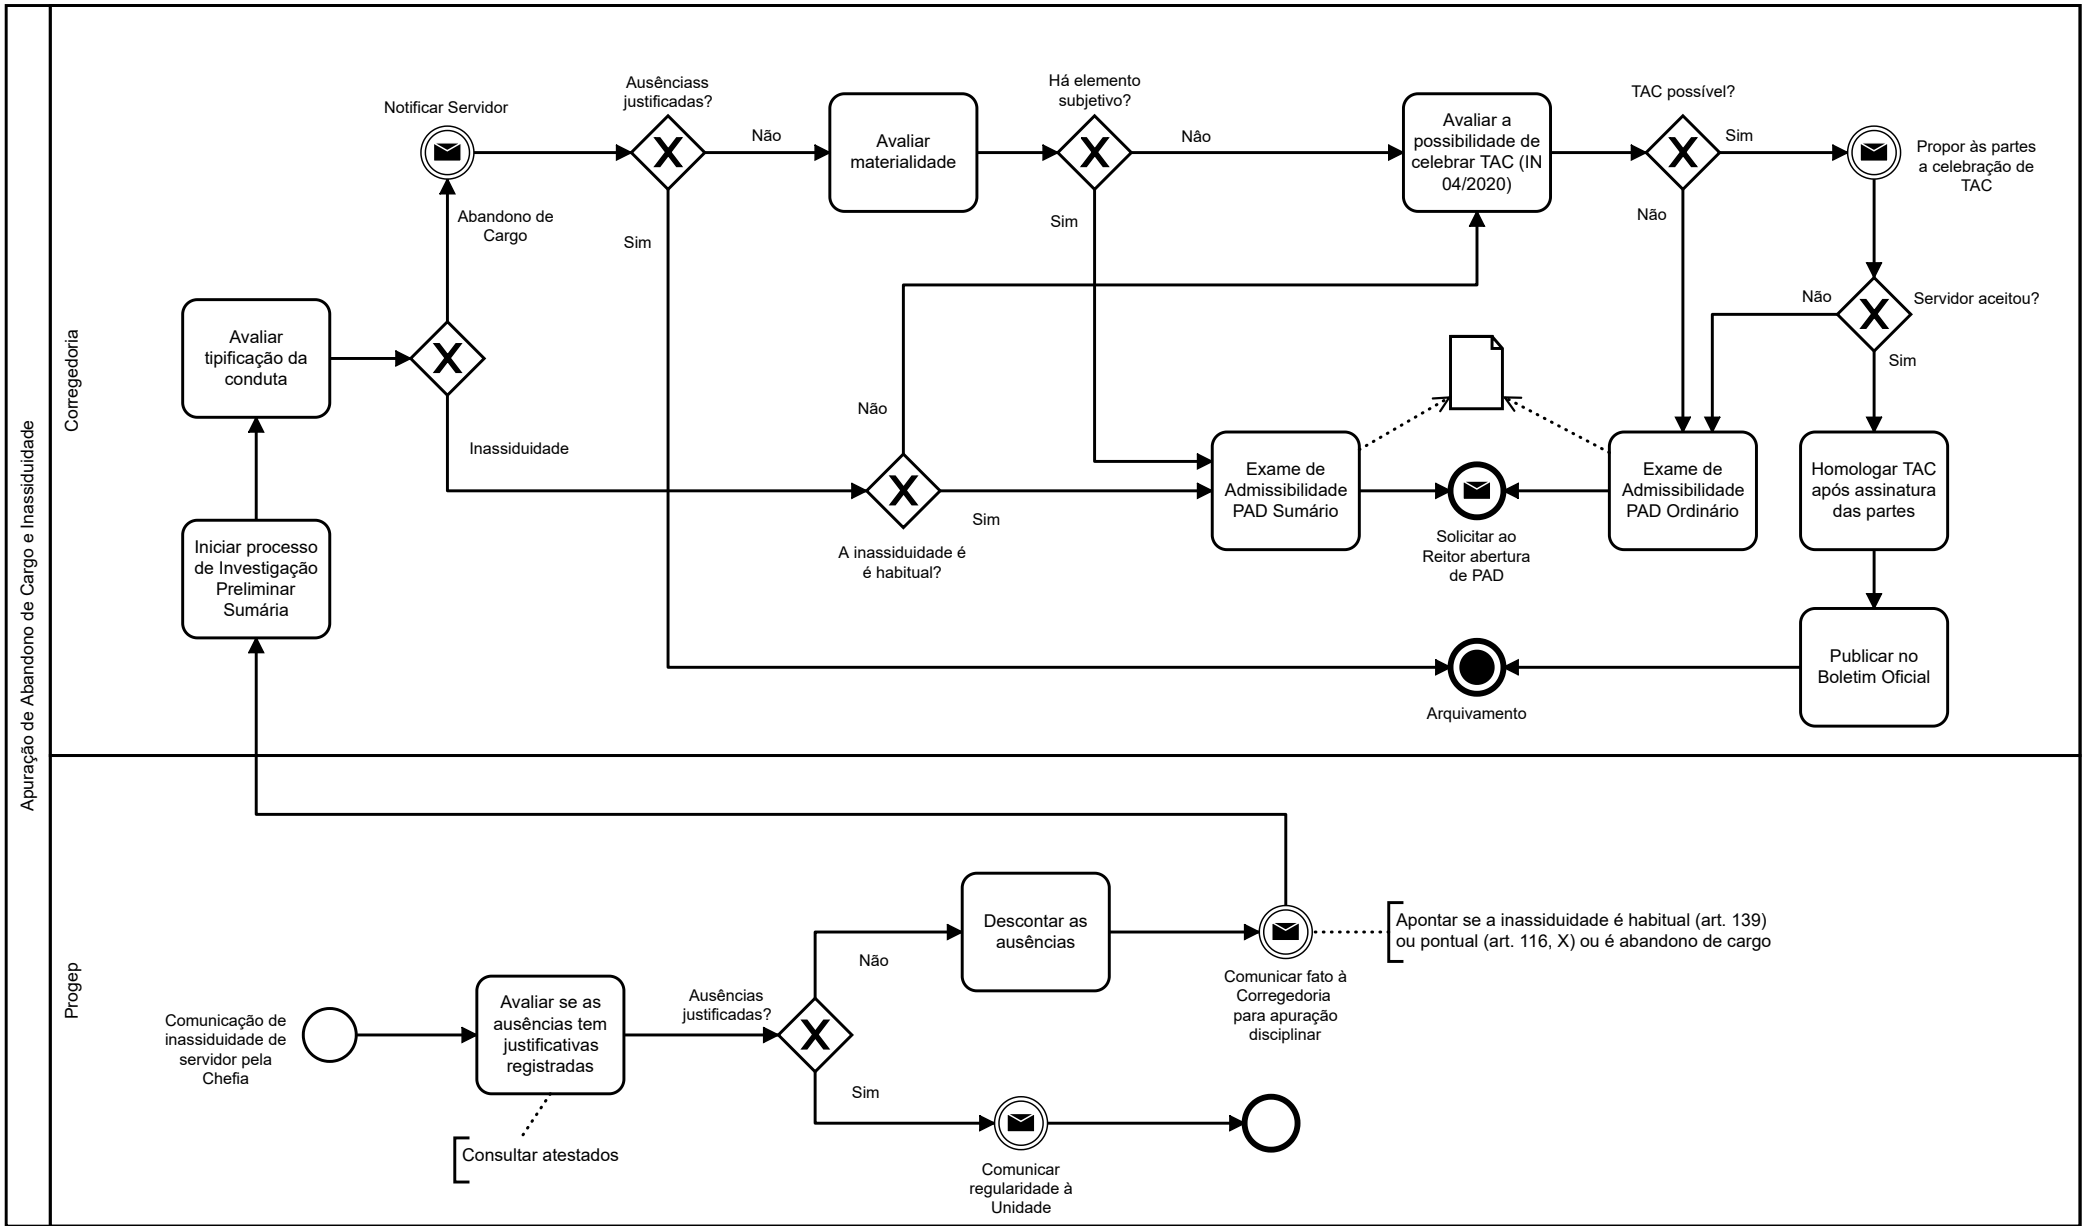 Apuração de Abandono de Cargo e Inassiduidade
Corregedoria
Notificar Servidor
Ausênciass
justificadas?
Não
Sim
Avaliar
materialidade
Há elemento
subjetivo?
Nâo
Sim
Avaliar a
possibilidade de
celebrar TAC (IN
04/2020)
TAC possível?
Sim
Não
Propor às partes
a celebração de
TAC
Abandono de
Cargo
Avaliar
tipificação da
conduta
Inassiduidade
Não
Sim
A inassiduidade é
é habitual?
Não
Servidor aceitou?
Sim
Iniciar processo
de Investigação
Preliminar
Sumária
Exame de
Admissibilidade
PAD Sumário
Solicitar ao
Reitor abertura
de PAD
Exame de
Admissibilidade
PAD Ordinário
Homologar TAC
após assinatura
das partes
Publicar no
Boletim Oficial
Arquivamento
Progep
Comunicação de
inassiduidade de
servidor pela
Chefia
Avaliar se as
ausências tem
justificativas
registradas
Consultar atestados
Ausências
justificadas?
Não
Sim
Descontar as
ausências
Comunicar fato à
Corregedoria
para apuração
disciplinar
Apontar se a inassiduidade é habitual (art. 139)
ou pontual (art. 116, X) ou é abandono de cargo
Comunicar
regularidade à
Unidade